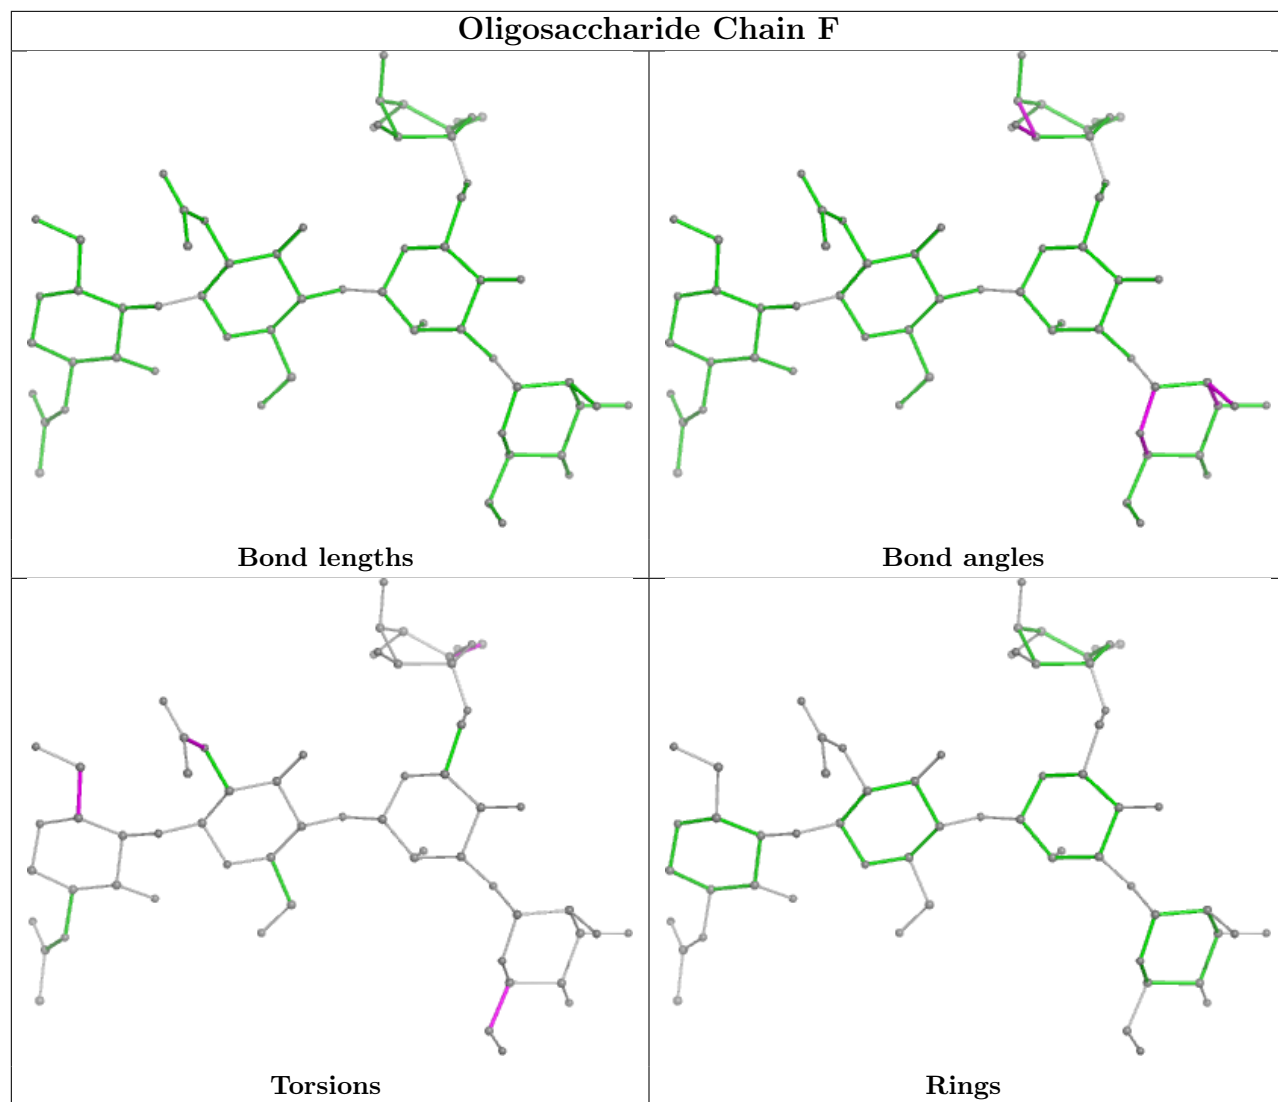 Oligosaccharide Chain F
Bond lengths
Bond angles
Torsions
Rings